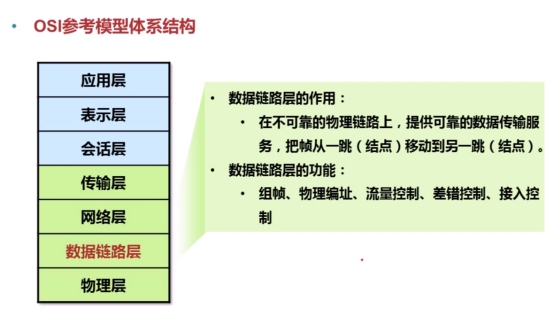 • OSI参考模型体系结构
应用层
表示层
会话层
传输层
网络层
数据链路层
物理层
• 数据链路层的作用：
• 在不可靠的物理链路上，提供可靠的数据传输服
务，把帧从一跳（结点）移动到另一跳（结点）。
• 数据链路层的功能：
• 组帧、物理编址、流量控制、差错控制、接入控
制